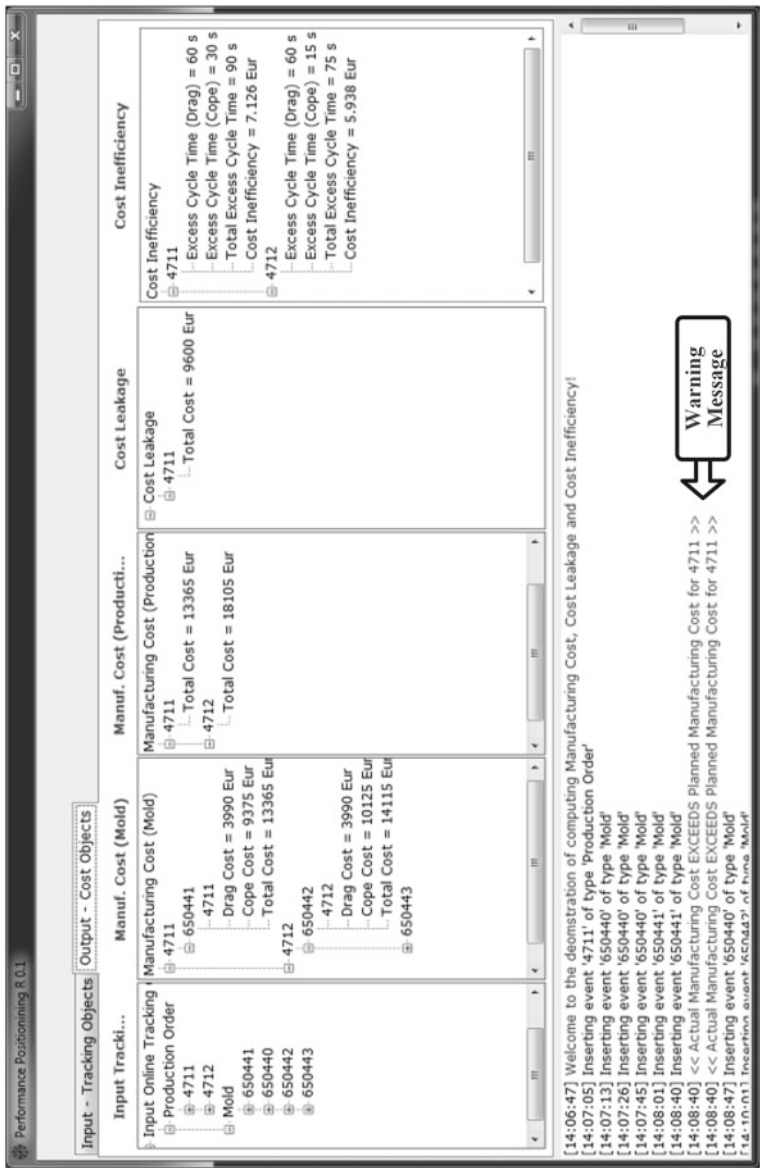 Performance Positionining R 0.1
Input - Tracking Objects
Output - Cost Objects
Input Tracki...
Input Online Tracking
Production Order
4711
4712
Mold
650441
650440
650442
650443
Manuf. Cost (Mold)
Manufacturing Cost (Mold)
4711
650441
4711
Drag Cost = 3990 Eur
Cope Cost = 9375 Eur
Total Cost = 13365 Eur
4712
650442
4712
Drag Cost = 3990 Eur
Cope Cost = 10125 Eur
Total Cost = 14115 Eur
650443
Manuf. Cost (Producti...
Manufacturing Cost (Production
4711
Total Cost = 13365 Eur
4712
Total Cost = 18105 Eur
Cost Leakage
Cost Leakage
4711
Total Cost = 9600 Eur
Cost Inefficiency
Cost Inefficiency
4711
Excess Cycle Time (Drag) = 60 s
Excess Cycle Time (Cope) = 30 s
Total Excess Cycle Time = 90 s
Cost Inefficiency = 7.126 Eur
4712
Excess Cycle Time (Drag) = 60 s
Excess Cycle Time (Cope) = 15 s
Total Excess Cycle Time = 75 s
Cost Inefficiency = 5.938 Eur
[14:06:47] Welcome to the deomstration of computing Manufacturing Cost, Cost Leakage and Cost Inefficiency!
[14:07:05] Inserting event '4711' of type 'Production Order'
[14:07:13] Inserting event '650440' of type 'Mold'
[14:07:26] Inserting event '650440' of type 'Mold'
[14:07:45] Inserting event '650440' of type 'Mold'
[14:08:01] Inserting event '650441' of type 'Mold'
[14:08:40] Inserting event '650441' of type 'Mold'
[14:08:40] << Actual Manufacturing Cost EXCEEDS Planned Manufacturing Cost for 4711 >>
[14:08:40] << Actual Manufacturing Cost EXCEEDS Planned Manufacturing Cost for 4711 >>
[14:08:47] Inserting event '650440' of type 'Mold'
[14:10:01] Inserting event '650442' of type 'Mold'
Warning
Message